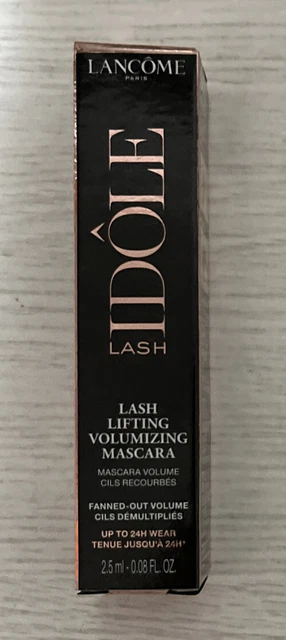 LANCÔME
PARIS
IDÔLE
LASH
LASH
LIFTING
VOLUMIZING
MASCARA
MASCARA VOLUME
CILS RECOURBÉS
FANNED-OUT VOLUME
CILS DÉMULTIPLIÉS
UP TO 24H WEAR
TENUE JUSQU'À 24H*
2.5 ml - 0.08 FL. OZ.